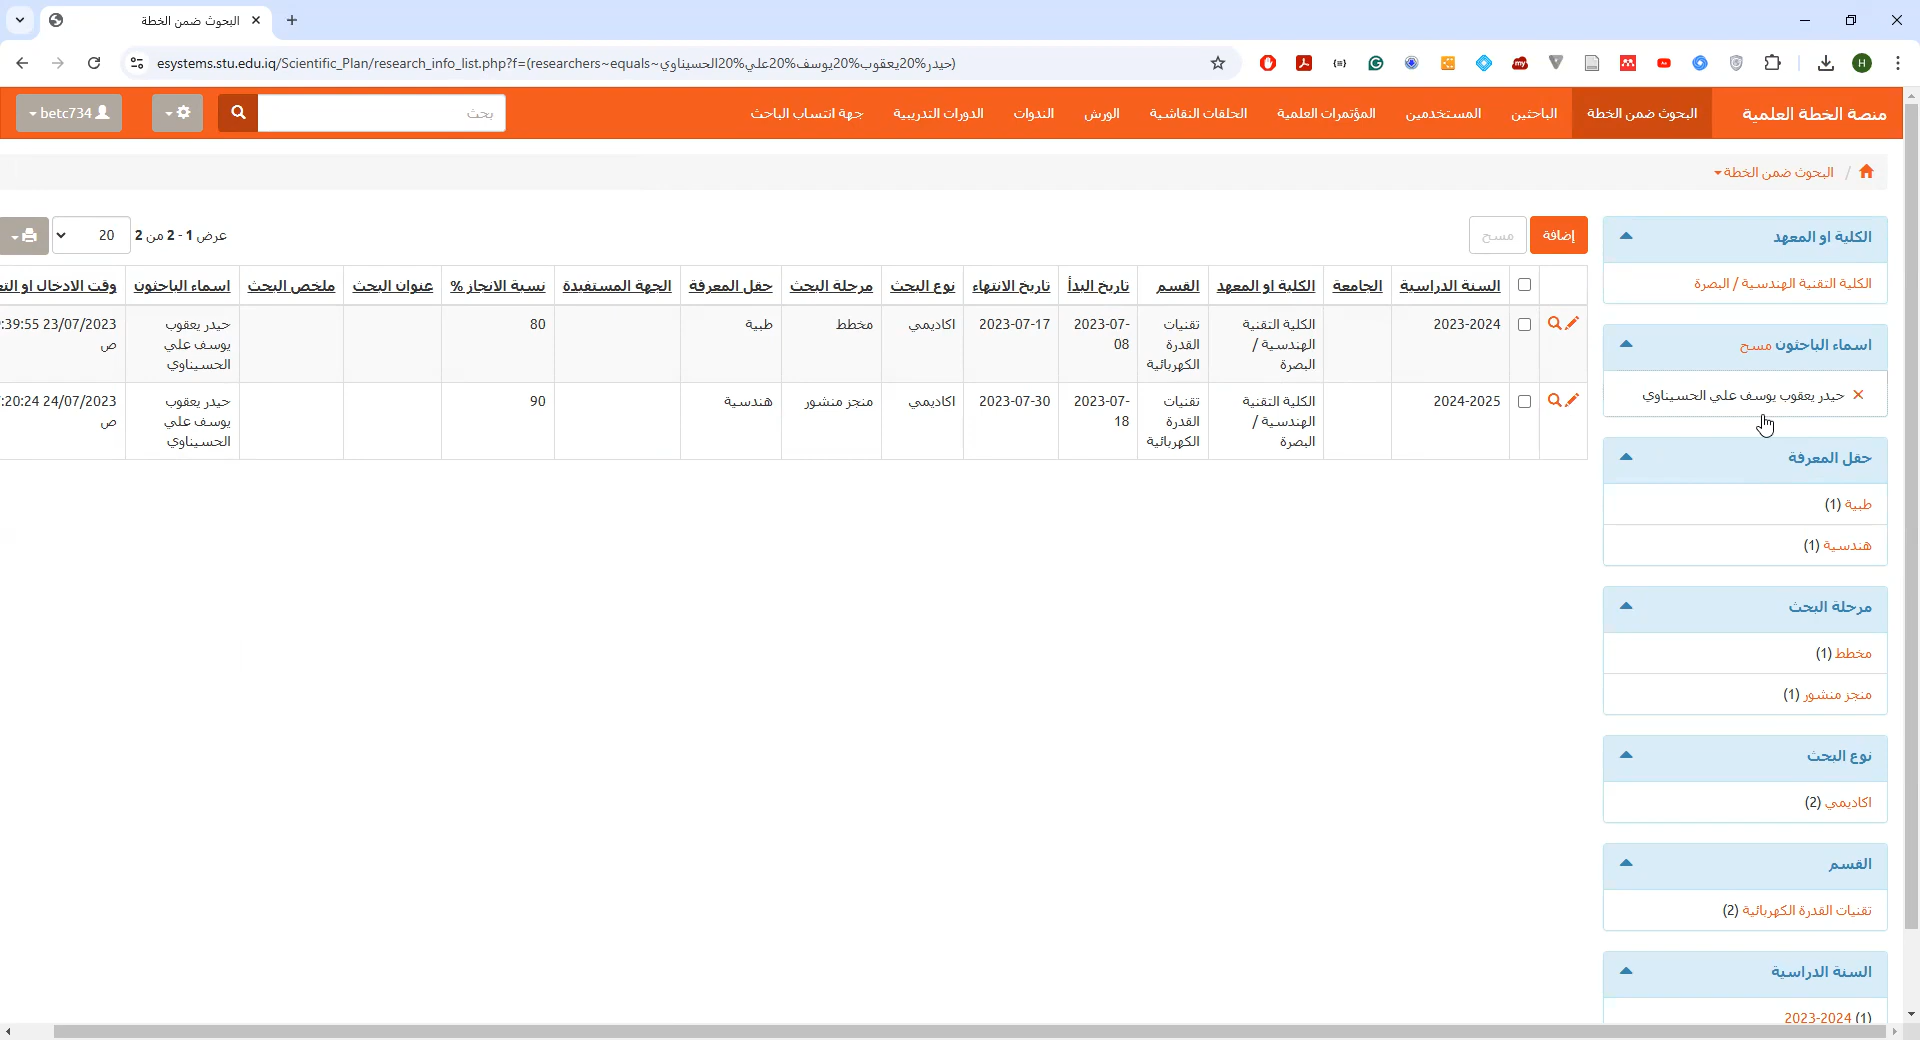 البحوث ضمن الخطة
esystems.stu.edu.iq/Scientific_Plan/research_info_list.php?f=(researchers~equals~حيدر%20يعقوب%20يوسف%20علي%20الحسيناوي)
منصة الخطة العلمية
البحوث ضمن الخطة
الباحثين
المستخدمين
المؤتمرات العلمية
الحلقات النقاشية
الورش
الندوات
الدورات التدريبية
جهة انتساب الباحث
بحث
betc734
البحوث ضمن الخطة
/
إضافة
مسح
عرض 1 - 2 من 2
20
السنة الدراسية
الجامعة
الكلية او المعهد
القسم
تاريخ البدأ
تاريخ الانتهاء
نوع البحث
مرحلة البحث
حقل المعرفة
الجهة المستفيدة
نسبة الانجاز %
عنوان البحث
ملخص البحث
اسماء الباحثون
وقت الادخال او
2023-2024
الكلية التقنية
الهندسية /
البصرة
تقنيات
القدرة
الكهربائية
2023-07-
08
2023-07-17
اكاديمي
مخطط
طبية
80
حيدر يعقوب
يوسف علي
الحسيناوي
23/07/2023
:39:55
ص
2024-2025
الكلية التقنية
الهندسية /
البصرة
تقنيات
القدرة
الكهربائية
2023-07-
18
2023-07-30
اكاديمي
منجز منشور
هندسية
90
حيدر يعقوب
يوسف علي
الحسيناوي
24/07/2023
:20:24
ص
الكلية او المعهد
الكلية التقنية الهندسية / البصرة
اسماء الباحثون مسح
حيدر يعقوب يوسف علي الحسيناوي
حقل المعرفة
طبية (1)
هندسية (1)
مرحلة البحث
مخطط (1)
منجز منشور (1)
نوع البحث
اكاديمي (2)
القسم
تقنيات القدرة الكهربائية (2)
السنة الدراسية
2023-2024 (1)